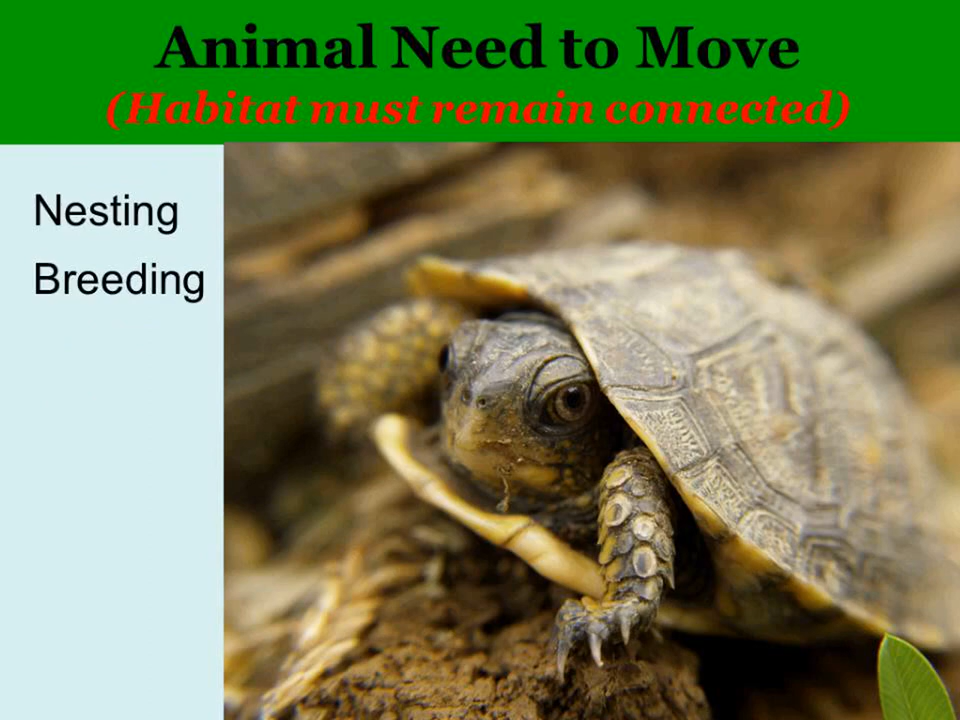 Animal Need to Move
(Habitat must remain connected)
Nesting
Breeding